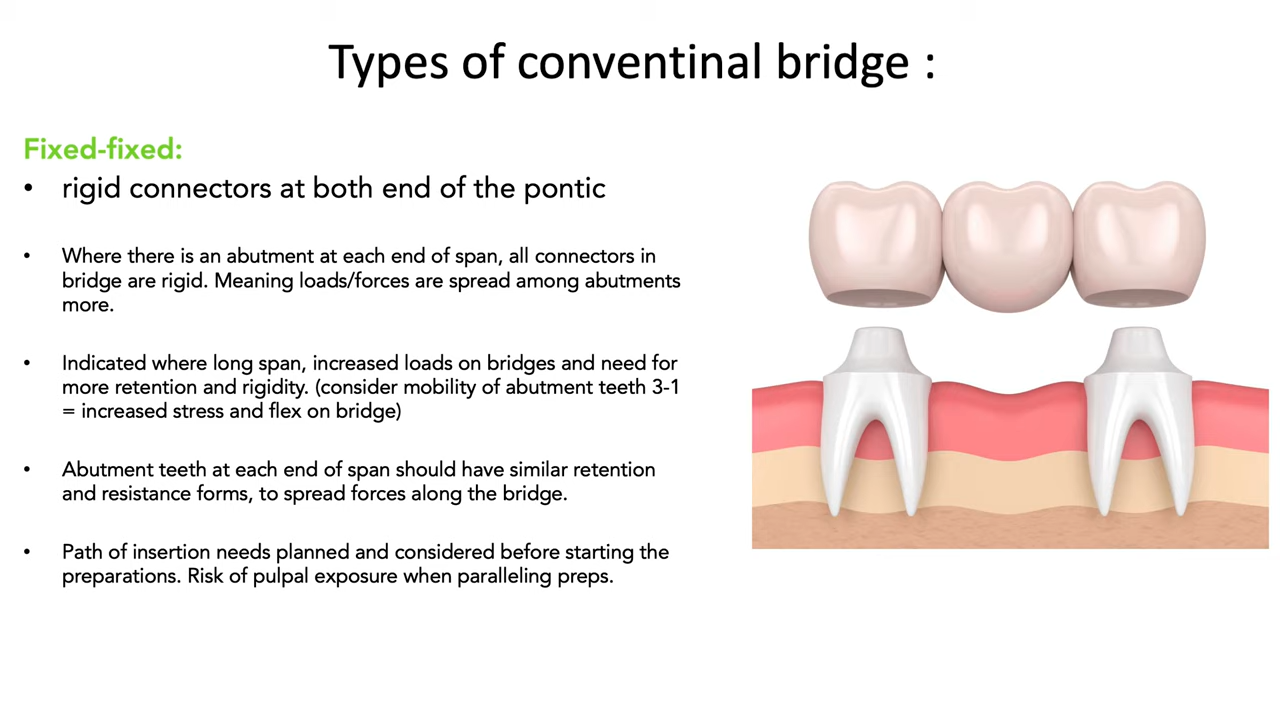 Types of conventinal bridge :
Fixed-fixed:
• rigid connectors at both end of the pontic
• Where there is an abutment at each end of span, all connectors in
bridge are rigid. Meaning loads/forces are spread among abutments
more.
• Indicated where long span, increased loads on bridges and need for
more retention and rigidity. (consider mobility of abutment teeth 3-1
= increased stress and flex on bridge)
• Abutment teeth at each end of span should have similar retention
and resistance forms, to spread forces along the bridge.
• Path of insertion needs planned and considered before starting the
preparations. Risk of pulpal exposure when paralleling preps.